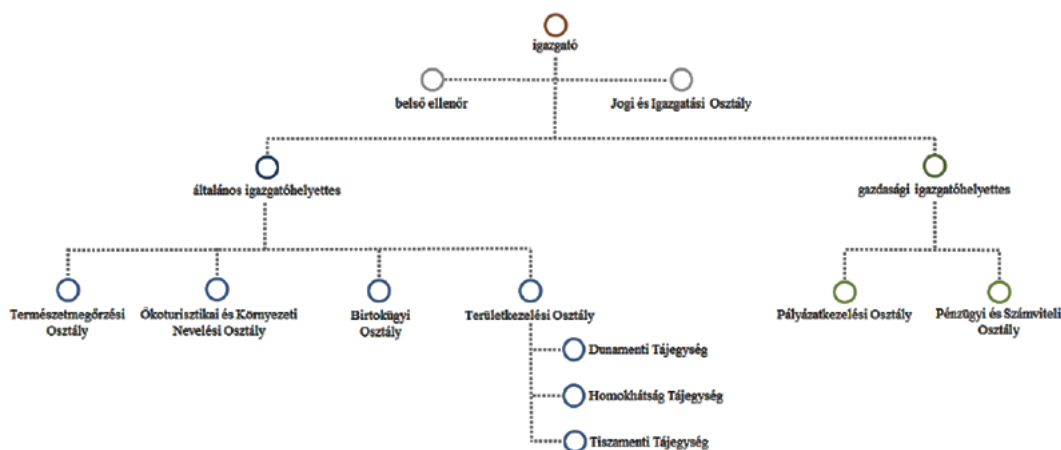 igazgató
belső ellenőr
Jogi és Igazgatási Osztály
általános igazgatóhelyettes
gazdasági igazgatóhelyettes
Természetmegőrzési
Osztály
Ökoturisztikai és Környezeti
Nevelési Osztály
Birtokügyi
Osztály
Területkezelési Osztály
Pályázatkezelési Osztály
Pénzügyi és Számviteli
Osztály
Dunamenti Tájegység
Homokhátság Tájegység
Tiszamenti Tájegység